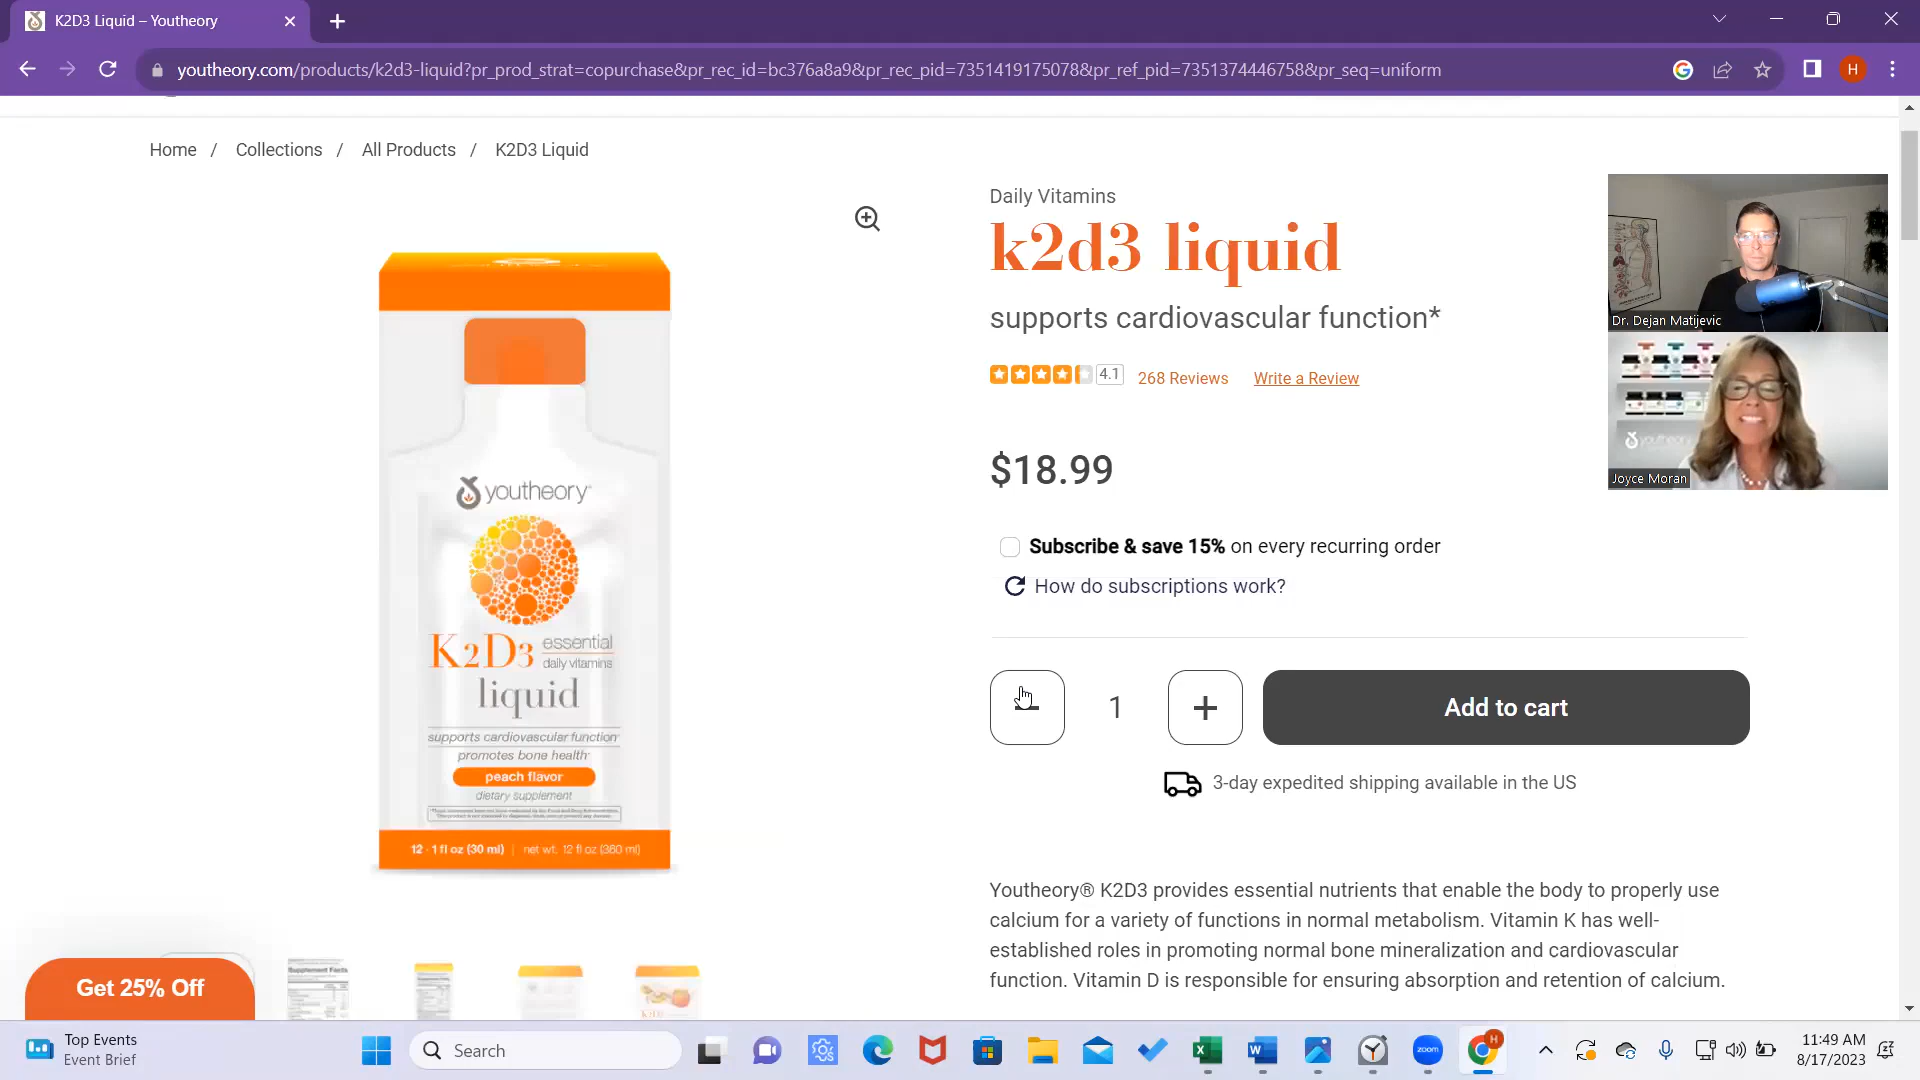 K2D3 Liquid – Youtheory
youtheory.com/products/k2d3-liquid?pr_prod_strat=copurchase&pr_rec_id=bc376a8a9&pr_rec_pid=7351419175078&pr_ref_pid=7351374446758&pr_seq=uniform
H
Home / Collections / All Products / K2D3 Liquid
Daily Vitamins
k2d3 liquid
supports cardiovascular function*
4.1 268 Reviews Write a Review
$18.99
Subscribe & save 15% on every recurring order
How do subscriptions work?
1
Add to cart
3-day expedited shipping available in the US
Youtheory® K2D3 provides essential nutrients that enable the body to properly use
calcium for a variety of functions in normal metabolism. Vitamin K has well-
established roles in promoting normal bone mineralization and cardiovascular
function. Vitamin D is responsible for ensuring absorption and retention of calcium.
youtheory
K2D3 essential
daily vitamins
liquid
supports cardiovascular function
promotes bone health
peach flavor
dietary supplement
12 - 1 fl oz (30 ml) | net wt. 12 fl oz (360 ml)
Dr. Dejan Matijevic
youtheory
Joyce Moran
Supplement Facts
K2D3
Get 25% Off
Top Events
Event Brief
Search
zoom
H
11:49 AM
8/17/2023